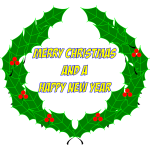 MERRY CHRISTMAS
AND A
HAPPY NEW YEAR